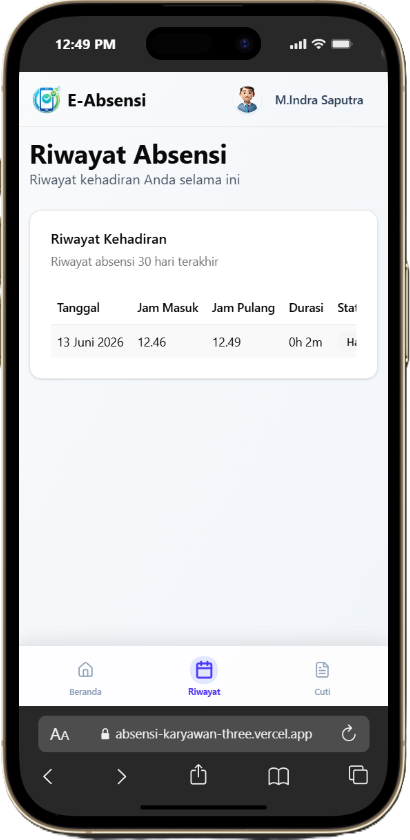 12:49 PM
E-Absensi
M.Indra Saputra
Riwayat Absensi
Riwayat kehadiran Anda selama ini
Riwayat Kehadiran
Riwayat absensi 30 hari terakhir
Tanggal Jam Masuk Jam Pulang Durasi Stat
13 Juni 2026 12.46 12.49 0h 2m Ha
Beranda Riwayat Cuti
AA absensi-karyawan-three.vercel.app